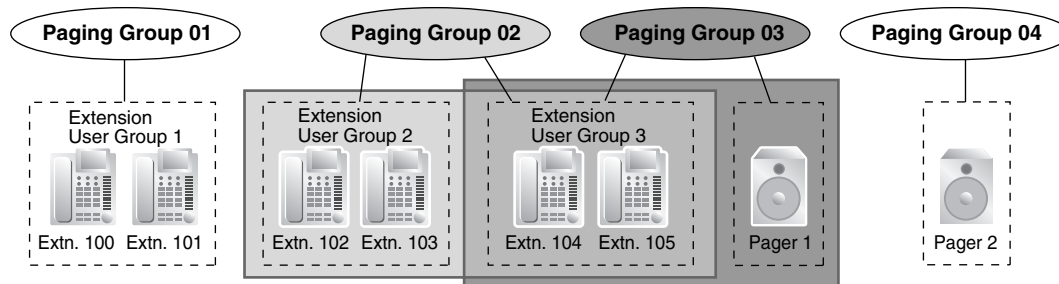 Paging Group 01
Paging Group 02
Paging Group 03
Paging Group 04
Extension
User Group 1
Extension
User Group 2
Extension
User Group 3
Extn. 100
Extn. 101
Extn. 102
Extn. 103
Extn. 104
Extn. 105
Pager 1
Pager 2